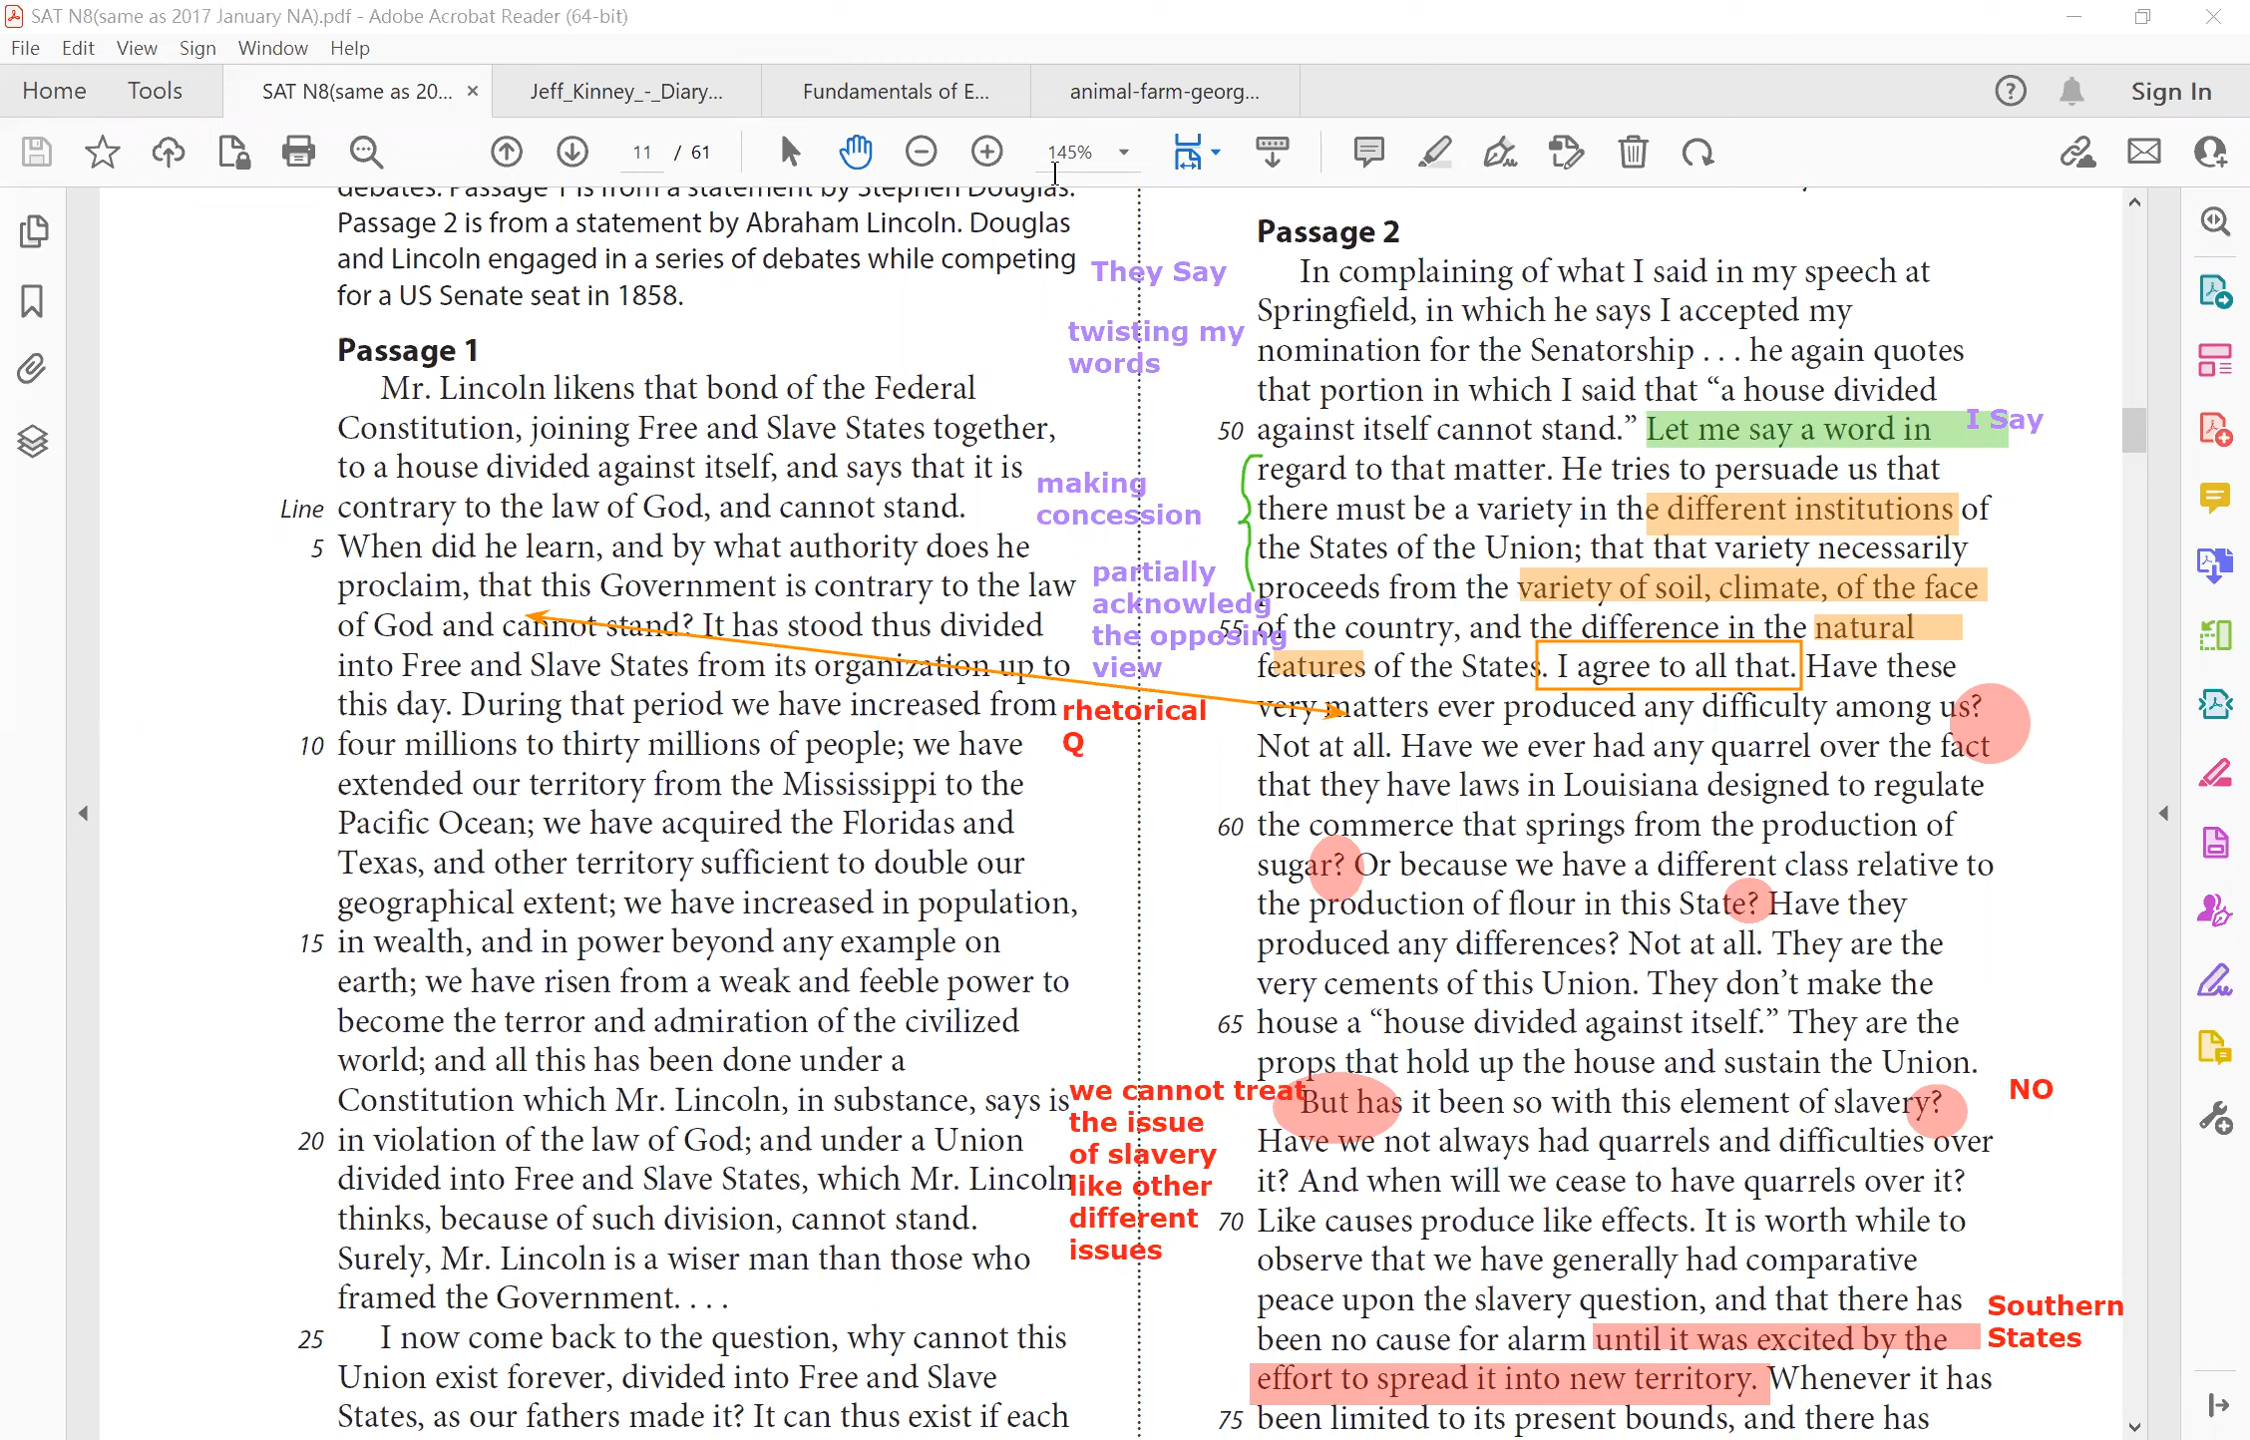 SAT N8(same as 2017 January NA).pdf - Adobe Acrobat Reader (64-bit)
File Edit View Sign Window Help
Home Tools SAT N8(same as 20... × Jeff_Kinney_-_Diary... Fundamentals of E... animal-farm-georg... Sign In
11 / 61 145%
debates. Passage 1 is from a statement by Stephen Douglas.
Passage 2 is from a statement by Abraham Lincoln. Douglas
and Lincoln engaged in a series of debates while competing
for a US Senate seat in 1858.
Passage 1
Mr. Lincoln likens that bond of the Federal
Constitution, joining Free and Slave States together,
to a house divided against itself, and says that it is
Line contrary to the law of God, and cannot stand.
5 When did he learn, and by what authority does he
proclaim, that this Government is contrary to the law
of God and cannot stand? It has stood thus divided
into Free and Slave States from its organization up to
this day. During that period we have increased from
10 four millions to thirty millions of people; we have
extended our territory from the Mississippi to the
Pacific Ocean; we have acquired the Floridas and
Texas, and other territory sufficient to double our
geographical extent; we have increased in population,
15 in wealth, and in power beyond any example on
earth; we have risen from a weak and feeble power to
become the terror and admiration of the civilized
world; and all this has been done under a
Constitution which Mr. Lincoln, in substance, says is
20 in violation of the law of God; and under a Union
divided into Free and Slave States, which Mr. Lincoln
thinks, because of such division, cannot stand.
Surely, Mr. Lincoln is a wiser man than those who
framed the Government. . . .
25 I now come back to the question, why cannot this
Union exist forever, divided into Free and Slave
States, as our fathers made it? It can thus exist if each
They Say
twisting my
words
making
concession
partially
acknowledg
the opposing
view
rhetorical
Q
we cannot treat
the issue
of slavery
like other
different
issues
Passage 2
In complaining of what I said in my speech at
Springfield, in which he says I accepted my
nomination for the Senatorship . . . he again quotes
that portion in which I said that “a house divided
50 against itself cannot stand.” Let me say a word in
regard to that matter. He tries to persuade us that
there must be a variety in the different institutions of
the States of the Union; that that variety necessarily
proceeds from the variety of soil, climate, of the face
55 of the country, and the difference in the natural
features of the States. I agree to all that. Have these
very matters ever produced any difficulty among us?
Not at all. Have we ever had any quarrel over the fact
that they have laws in Louisiana designed to regulate
60 the commerce that springs from the production of
sugar? Or because we have a different class relative to
the production of flour in this State? Have they
produced any differences? Not at all. They are the
very cements of this Union. They don’t make the
65 house a “house divided against itself.” They are the
props that hold up the house and sustain the Union.
But has it been so with this element of slavery?
Have we not always had quarrels and difficulties over
it? And when will we cease to have quarrels over it?
70 Like causes produce like effects. It is worth while to
observe that we have generally had comparative
peace upon the slavery question, and that there has
been no cause for alarm until it was excited by the
effort to spread it into new territory. Whenever it has
75 been limited to its present bounds, and there has
I Say
NO
Southern
States